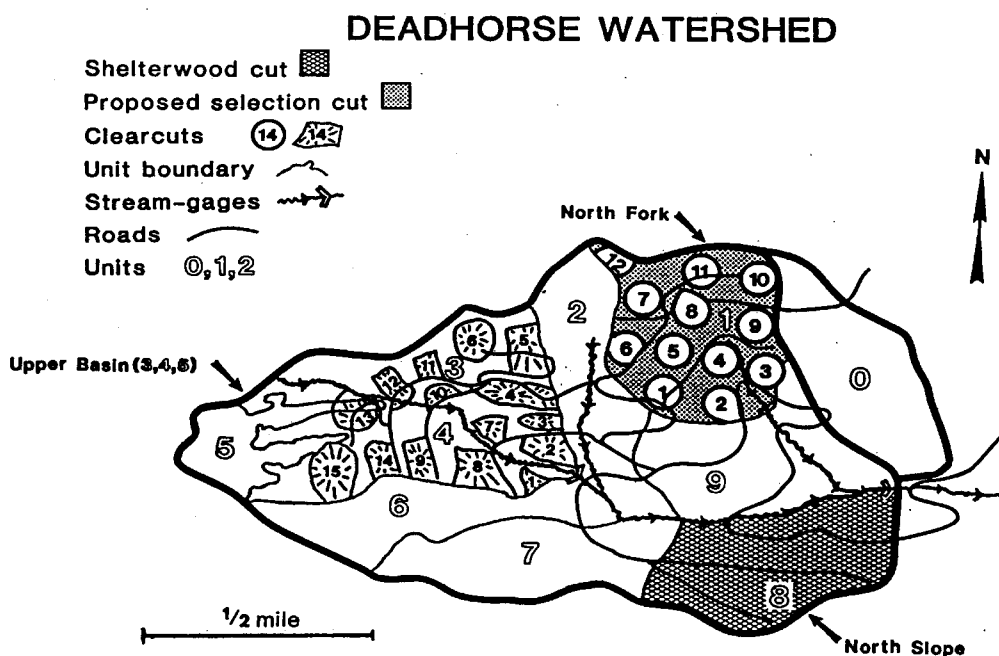 DEADHORSE WATERSHED
Shelterwood cut
Proposed selection cut
Clearcuts 14 14
Unit boundary
Stream-gages
Roads
Units 0,1,2
N
North Fork
12
11
10
7
8
1
9
2
6
5
4
3
1
2
0
Upper Basin (3,4,5)
6
5
3
11
12
10
4
13
7
3
4
2
5
15
14
9
8
1
9
6
7
8
1/2 mile
North Slope